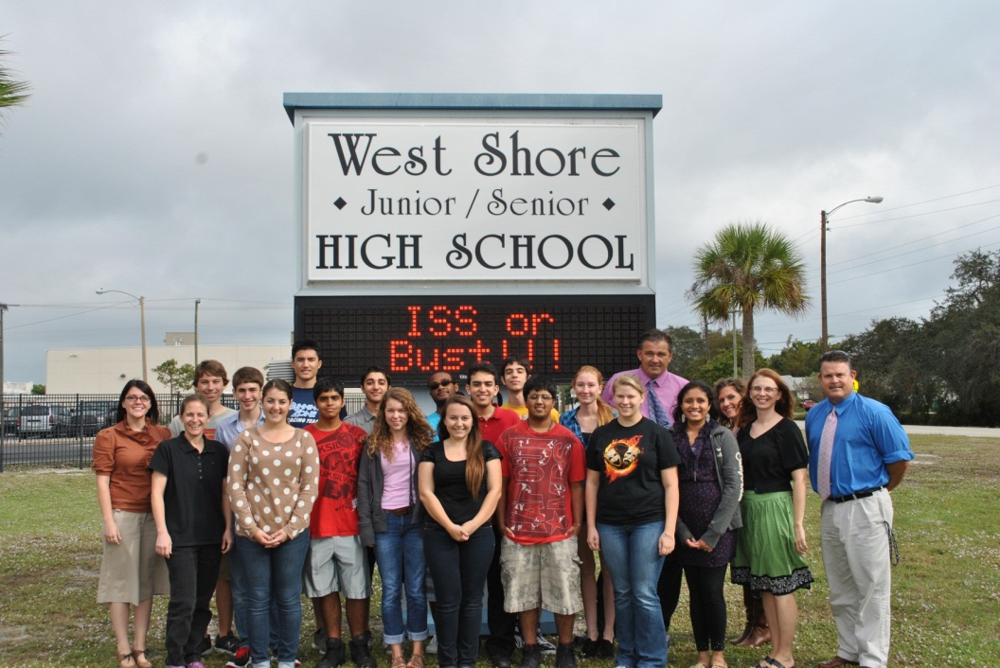 West Shore
◆ Junior / Senior ◆
HIGH SCHOOL
ISS or
Bust!!!